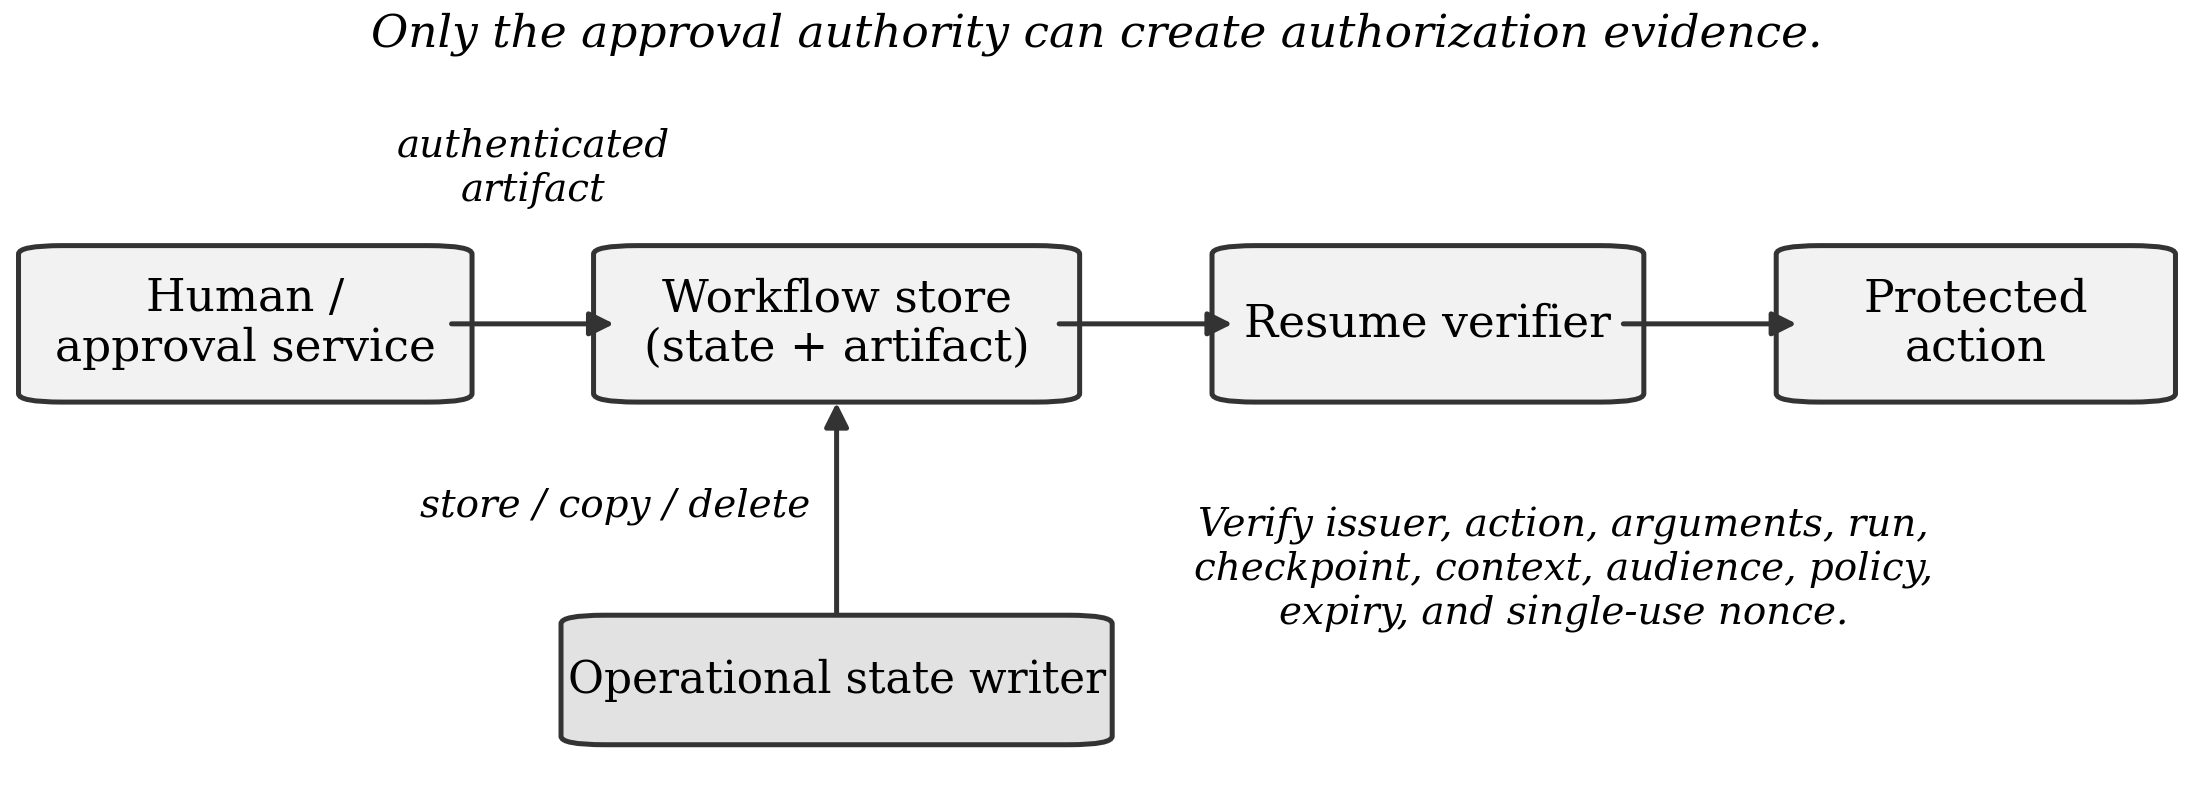 Only the approval authority can create authorization evidence.
authenticated
artifact
Human /
approval service
Workflow store
(state + artifact)
Resume verifier
Protected
action
store / copy / delete
Verify issuer, action, arguments, run,
checkpoint, context, audience, policy,
expiry, and single-use nonce.
Operational state writer